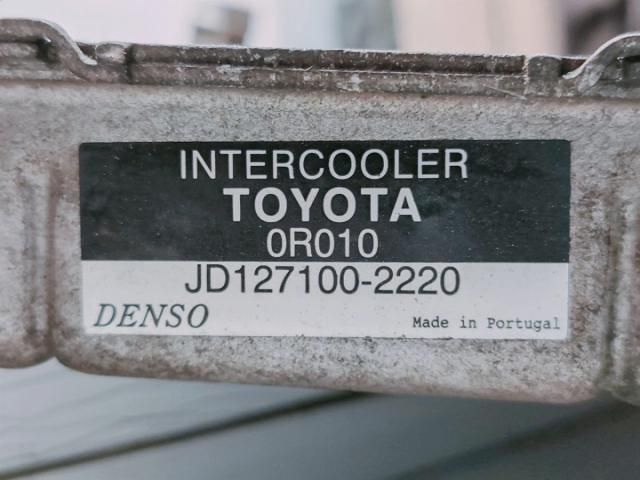 INTERCOOLER
TOYOTA
0R010
JD127100-2220
DENSO Made in Portugal